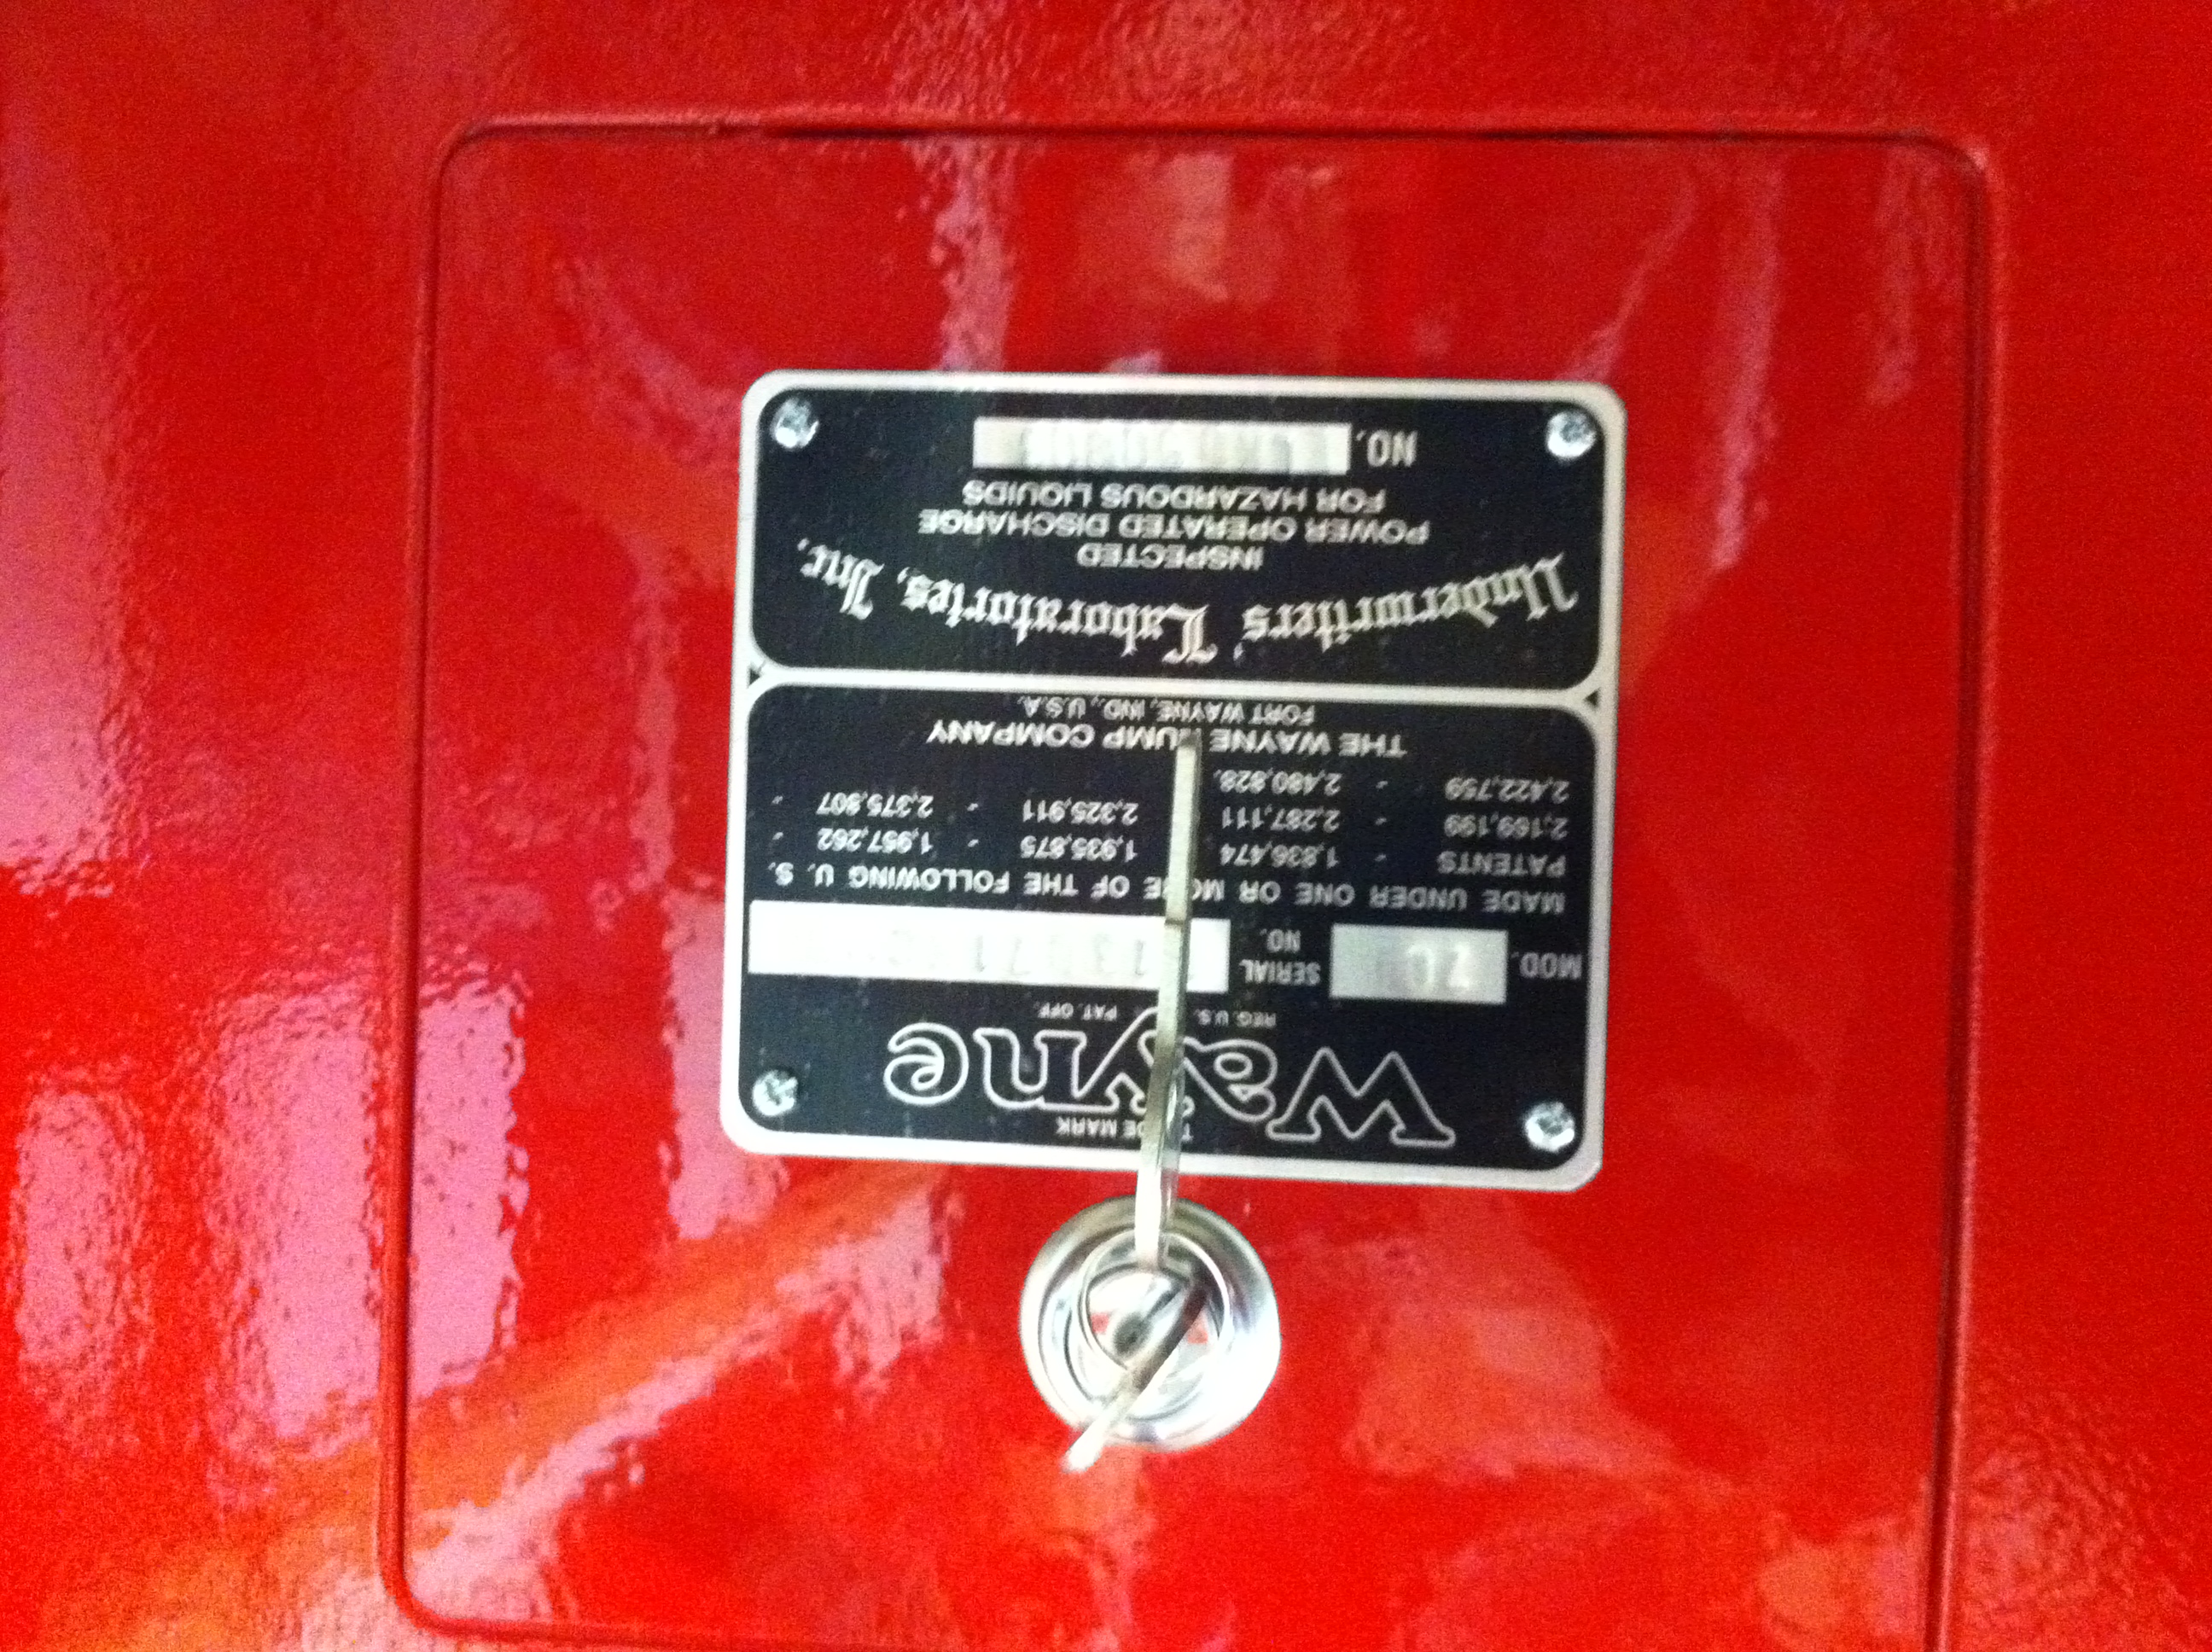 TRADE MARK
Wayne
REG. U.S. PAT. OFF.
MOD. 70 SERIAL NO.
MADE UNDER ONE OR MORE OF THE FOLLOWING U. S.
PATENTS 1,836,474 - 1,935,875 - 1,957,262 -
2,169,199 - 2,287,111 2,325,911 - 2,375,807 -
2,422,759 - 2,480,828.
THE WAYNE PUMP COMPANY
FORT WAYNE, IND., U.S.A.
Underwriters' Laboratories, Inc.
INSPECTED
POWER OPERATED DISCHARGE
FOR HAZARDOUS LIQUIDS
NO.